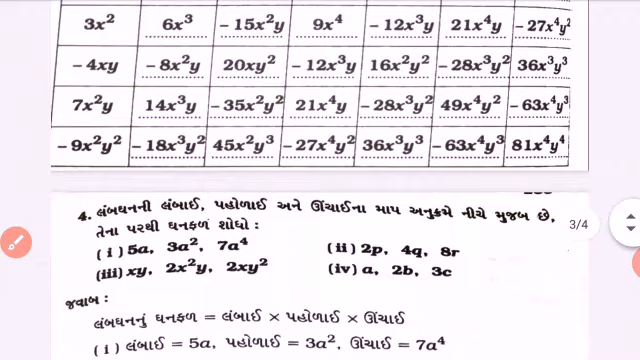 3x² 6x³ – 15x²y 9x⁴ – 12x³y 21x⁴y – 27x⁴y²
– 4xy – 8x²y 20xy² – 12x³y 16x²y² – 28x³y² 36x³y³
7x²y 14x³y – 35x²y² 21x⁴y – 28x³y² 49x⁴y² – 63x⁴y³
– 9x²y² – 18x³y² 45x²y³ – 27x⁴y² 36x³y³ – 63x⁴y³ 81x⁴y⁴
4. લંબઘનની લંબાઈ, પહોળાઈ અને ઊંચાઈના માપ અનુક્રમે નીચે મુજબ છે,
3/4
તેના પરથી ઘનફળ શોધો :
(i) 5a, 3a², 7a⁴ (ii) 2p, 4q, 8r
(iii) xy, 2x²y, 2xy² (iv) a, 2b, 3c
જવાબ :
લંબઘનનું ઘનફળ = લંબાઈ × પહોળાઈ × ઊંચાઈ
(i) લંબાઈ = 5a, પહોળાઈ = 3a², ઊંચાઈ = 7a⁴